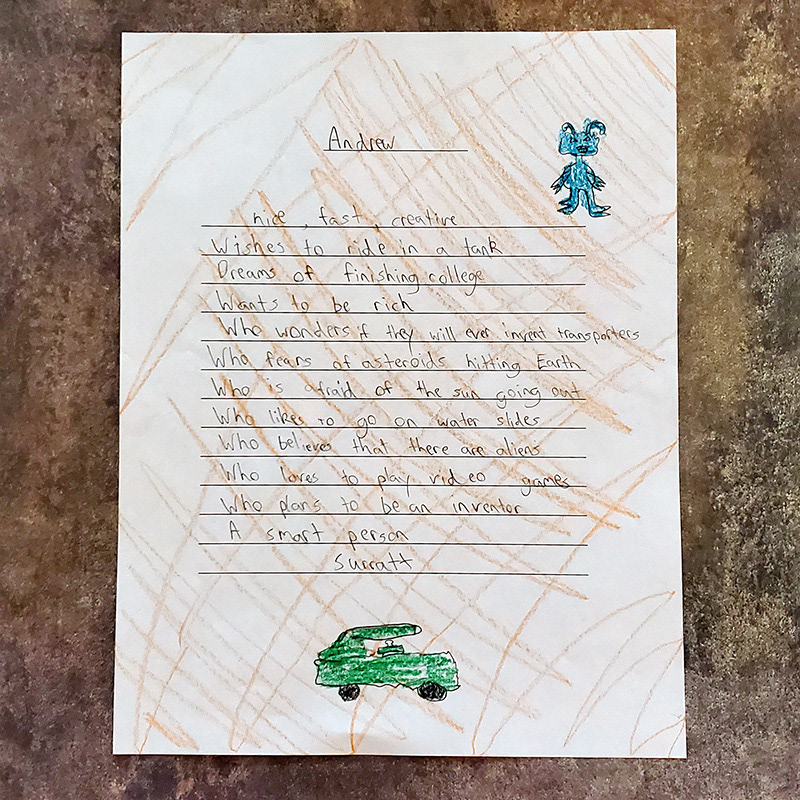 Andrew
nice, fast, creative
Wishes to ride in a tank
Dreams of finishing college
Wants to be rich
Who wonders if they will ever invent transporters
Who fears of asteroids hitting Earth
Who is afraid of the sun going out
Who likes to go on water slides
Who believes that there are aliens
Who loves to play video games
Who plans to be an inventor
A smart person
Surratt